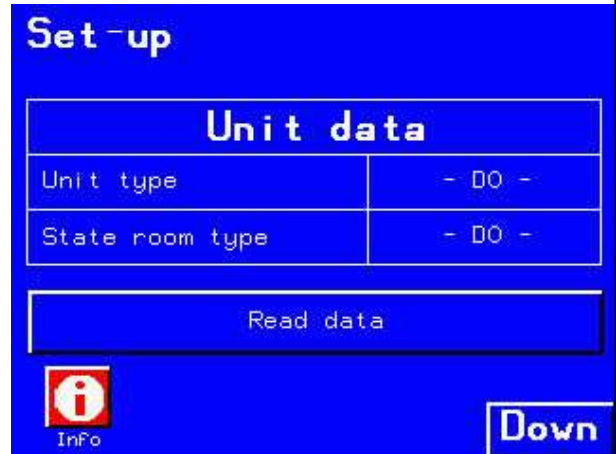 Set-up
Unit data
Unit type - DO -
State room type - DO -
Read data
Info
Down